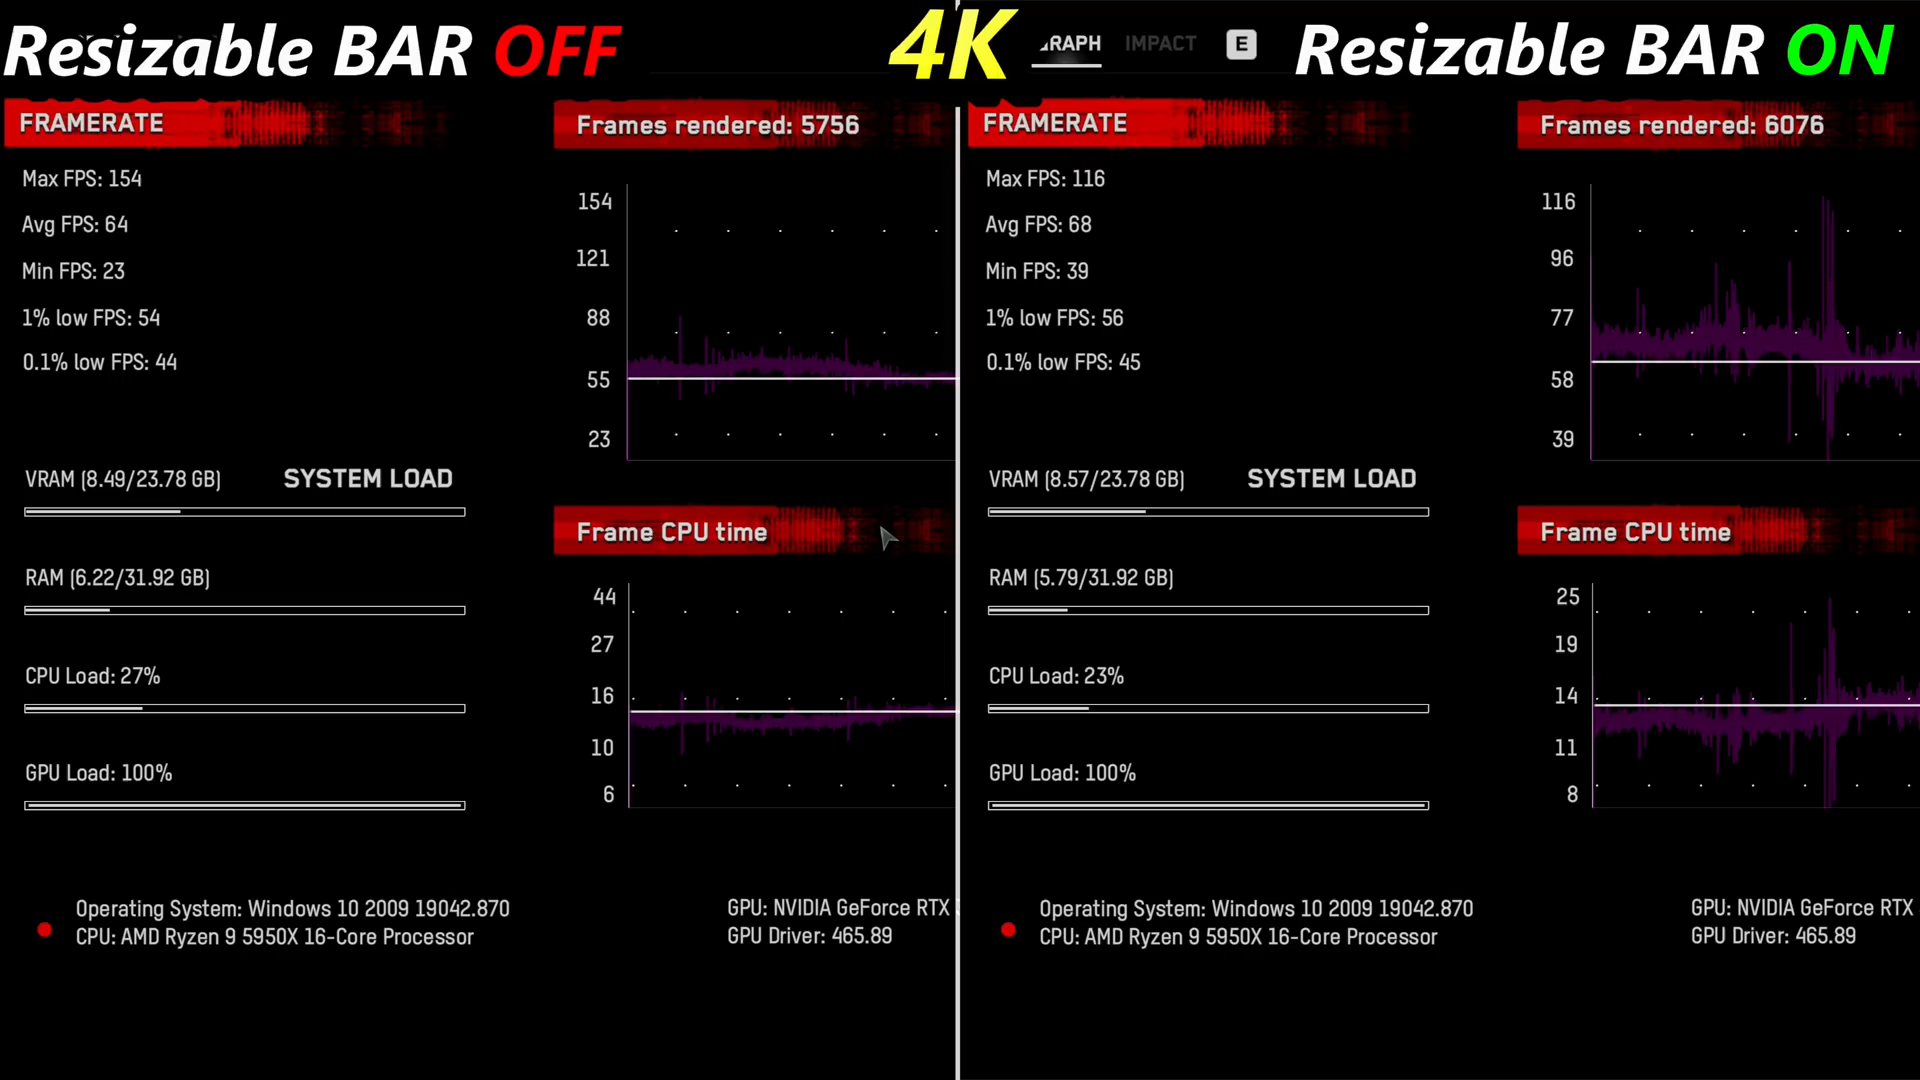 Resizable BAR OFF
4K
RAPH IMPACT E
Resizable BAR ON
FRAMERATE
Max FPS: 154
Avg FPS: 64
Min FPS: 23
1% low FPS: 54
0.1% low FPS: 44
VRAM (8.49/23.78 GB) SYSTEM LOAD
RAM (6.22/31.92 GB)
CPU Load: 27%
GPU Load: 100%
Frames rendered: 5756
154
121
88
55
23
Frame CPU time
44
27
16
10
6
Operating System: Windows 10 2009 19042.870
CPU: AMD Ryzen 9 5950X 16-Core Processor
GPU: NVIDIA GeForce RTX
GPU Driver: 465.89
FRAMERATE
Max FPS: 116
Avg FPS: 68
Min FPS: 39
1% low FPS: 56
0.1% low FPS: 45
VRAM (8.57/23.78 GB) SYSTEM LOAD
RAM (5.79/31.92 GB)
CPU Load: 23%
GPU Load: 100%
Frames rendered: 6076
116
96
77
58
39
Frame CPU time
25
19
14
11
8
Operating System: Windows 10 2009 19042.870
CPU: AMD Ryzen 9 5950X 16-Core Processor
GPU: NVIDIA GeForce RTX
GPU Driver: 465.89